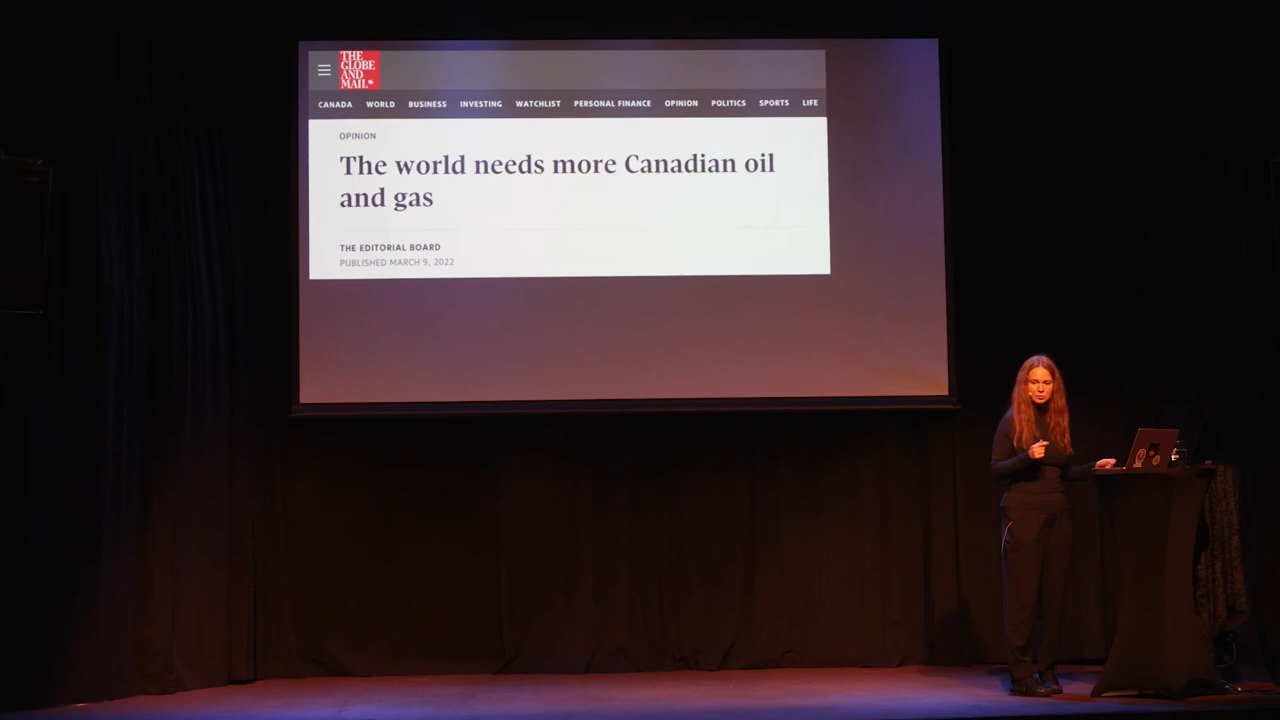 THE
GLOBE
AND
MAIL
CANADA WORLD BUSINESS INVESTING WATCHLIST PERSONAL FINANCE OPINION POLITICS SPORTS LIFE
OPINION
The world needs more Canadian oil
and gas
THE EDITORIAL BOARD
PUBLISHED MARCH 9, 2022